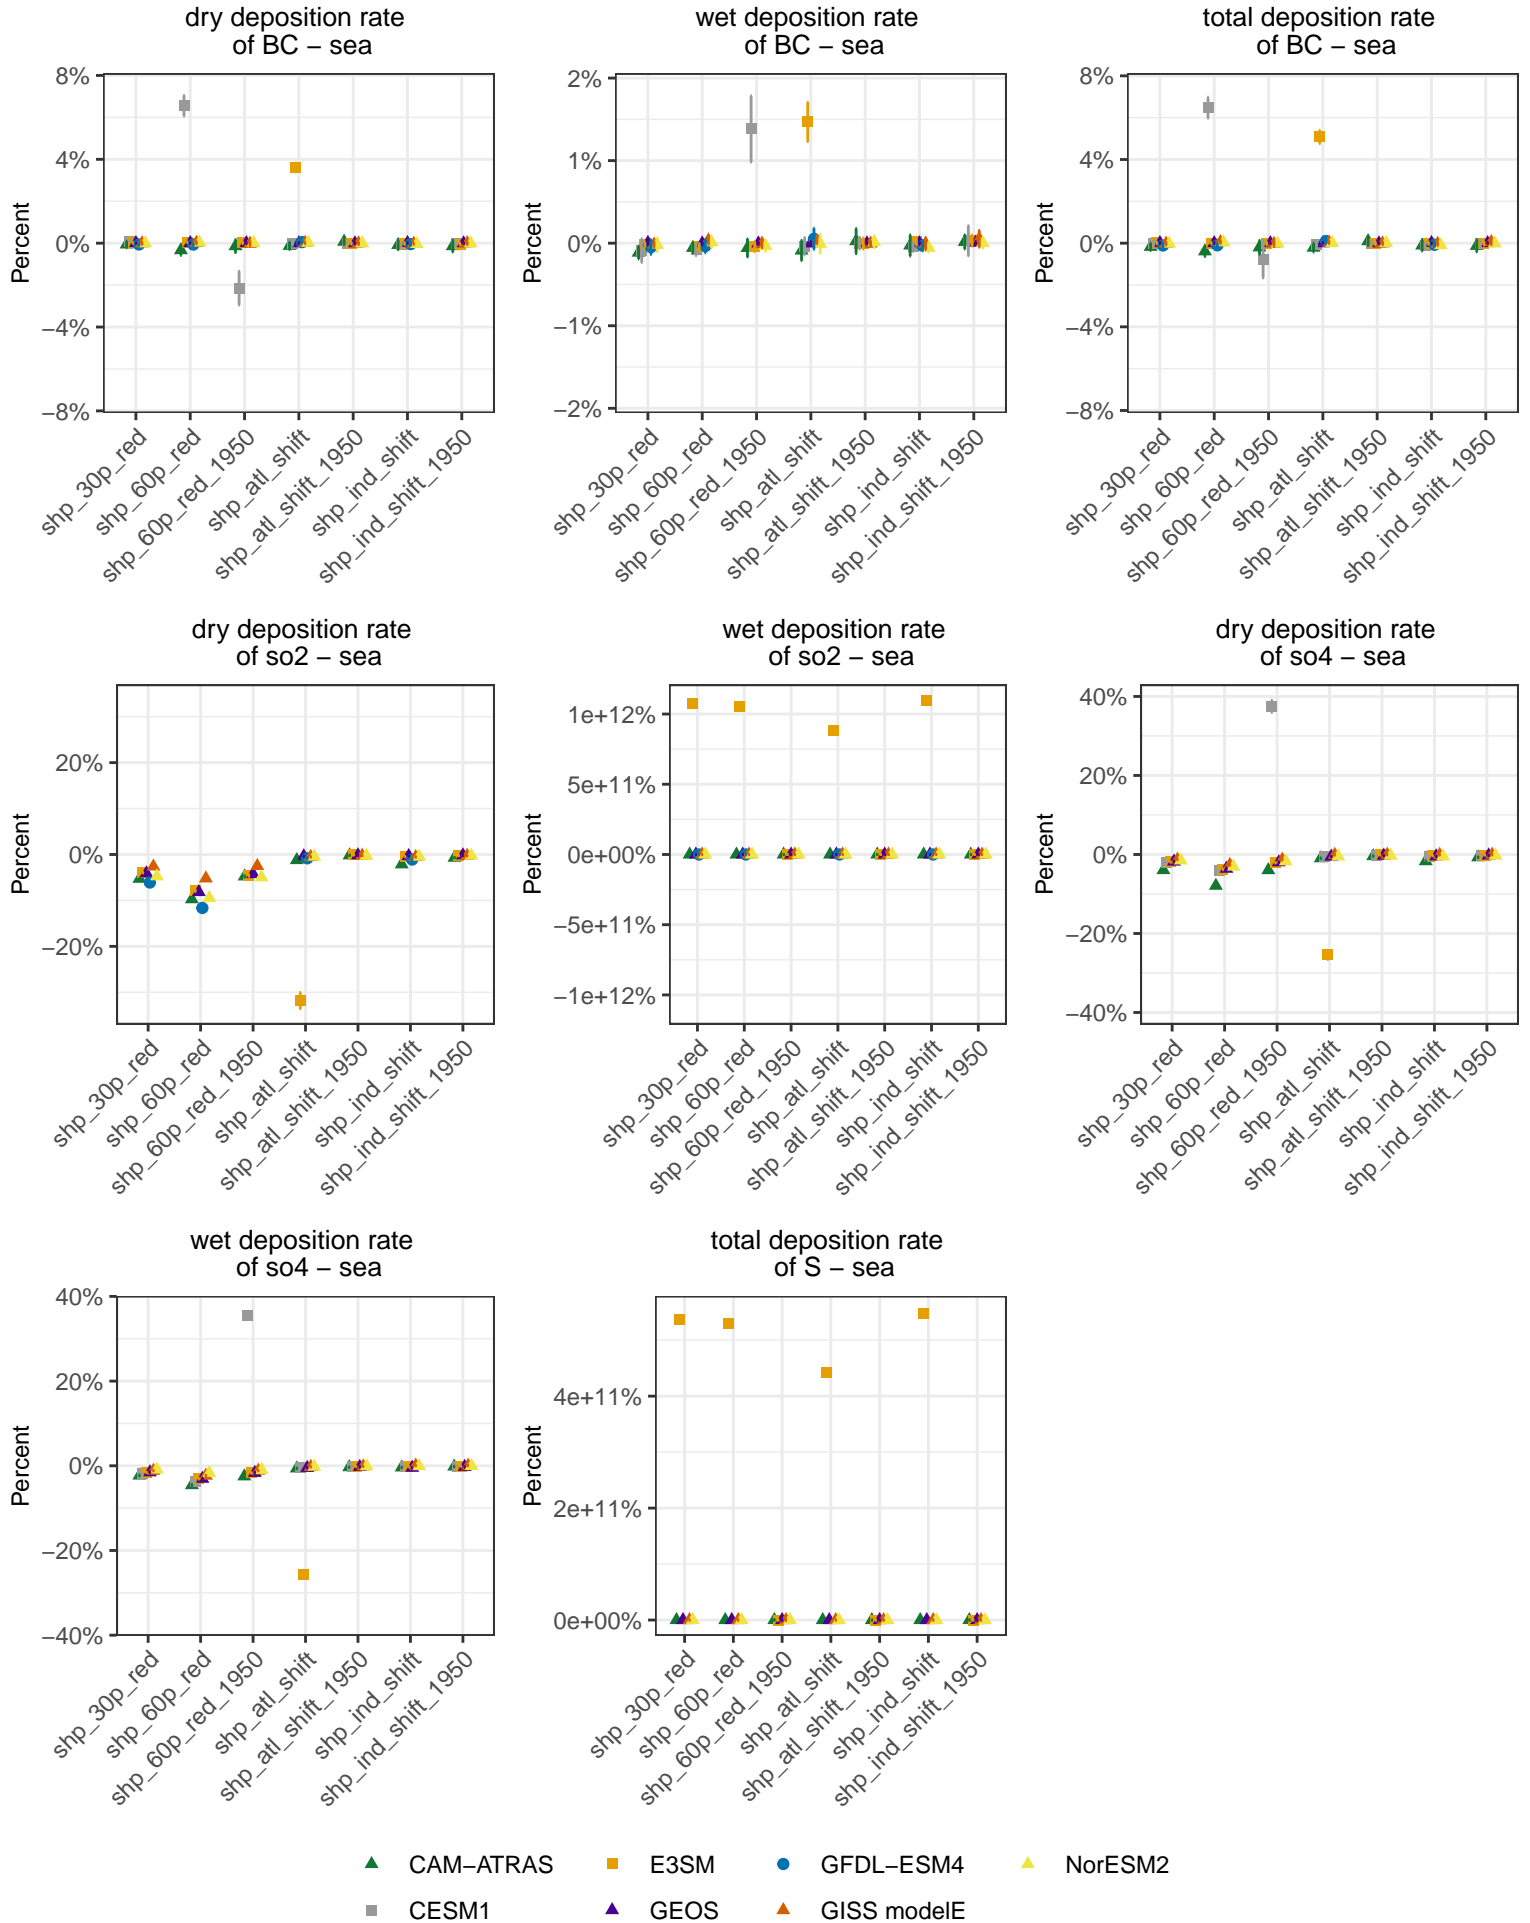 dry deposition rate
of BC − sea
wet deposition rate
of BC − sea
total deposition rate
of BC − sea
Percent
8%
4%
0%
−4%
−8%
shp_30p_red
shp_60p_red
shp_60p_red_1950
shp_atl_shift
shp_atl_shift_1950
shp_ind_shift
shp_ind_shift_1950
Percent
2%
1%
0%
−1%
−2%
shp_30p_red
shp_60p_red
shp_60p_red_1950
shp_atl_shift
shp_atl_shift_1950
shp_ind_shift
shp_ind_shift_1950
Percent
8%
4%
0%
−4%
−8%
shp_30p_red
shp_60p_red
shp_60p_red_1950
shp_atl_shift
shp_atl_shift_1950
shp_ind_shift
shp_ind_shift_1950
dry deposition rate
of so2 − sea
wet deposition rate
of so2 − sea
dry deposition rate
of so4 − sea
Percent
20%
0%
−20%
shp_30p_red
shp_60p_red
shp_60p_red_1950
shp_atl_shift
shp_atl_shift_1950
shp_ind_shift
shp_ind_shift_1950
Percent
1e+12%
5e+11%
0e+00%
−5e+11%
−1e+12%
shp_30p_red
shp_60p_red
shp_60p_red_1950
shp_atl_shift
shp_atl_shift_1950
shp_ind_shift
shp_ind_shift_1950
Percent
40%
20%
0%
−20%
−40%
shp_30p_red
shp_60p_red
shp_60p_red_1950
shp_atl_shift
shp_atl_shift_1950
shp_ind_shift
shp_ind_shift_1950
wet deposition rate
of so4 − sea
total deposition rate
of S − sea
Percent
40%
20%
0%
−20%
−40%
shp_30p_red
shp_60p_red
shp_60p_red_1950
shp_atl_shift
shp_atl_shift_1950
shp_ind_shift
shp_ind_shift_1950
Percent
4e+11%
2e+11%
0e+00%
shp_30p_red
shp_60p_red
shp_60p_red_1950
shp_atl_shift
shp_atl_shift_1950
shp_ind_shift
shp_ind_shift_1950
CAM−ATRAS
E3SM
GFDL−ESM4
NorESM2
CESM1
GEOS
GISS modelE